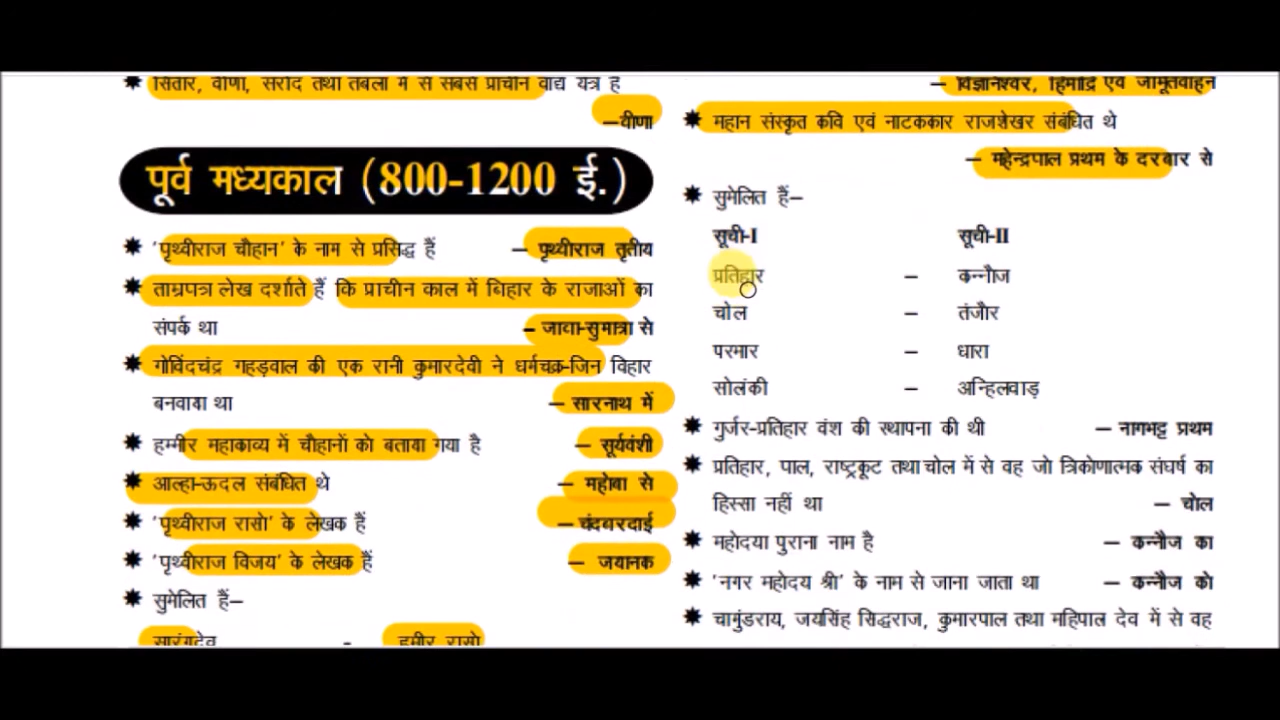 सितार, वीणा, सरोद तथा तबला में से सबसे प्राचीन वाद्य यंत्र है
—वीणा
पूर्व मध्यकाल (800-1200 ई.)
'पृथ्वीराज चौहान' के नाम से प्रसिद्ध हैं — पृथ्वीराज तृतीय
ताम्रपत्र लेख दर्शाते हैं कि प्राचीन काल में बिहार के राजाओं का
संपर्क था – जावा-सुमात्रा से
गोविंदचंद्र गहड़वाल की एक रानी कुमारदेवी ने धर्मचक्र-जिन विहार
बनवाया था — सारनाथ में
हम्मीर महाकाव्य में चौहानों को बताया गया है — सूर्यवंशी
आल्हा-ऊदल संबंधित थे — महोबा से
'पृथ्वीराज रासो' के लेखक हैं — चंदबरदाई
'पृथ्वीराज विजय' के लेखक हैं — जयानक
सुमेलित हैं–
सारंगदेव - हमीर रासो
— विज्ञानेश्वर, हिमाद्रि एवं जीमूतवाहन
महान संस्कृत कवि एवं नाटककार राजशेखर संबंधित थे
— महेन्द्रपाल प्रथम के दरबार से
सुमेलित हैं–
सूची-I सूची-II
प्रतिहार – कन्नौज
चोल – तंजौर
परमार – धारा
सोलंकी – अन्हिलवाड़
गुर्जर-प्रतिहार वंश की स्थापना की थी — नागभट्ट प्रथम
प्रतिहार, पाल, राष्ट्रकूट तथा चोल में से वह जो त्रिकोणात्मक संघर्ष का
हिस्सा नहीं था — चोल
महोदया पुराना नाम है — कन्नौज का
'नगर महोदय श्री' के नाम से जाना जाता था — कन्नौज को
चामुंडराय, जयसिंह सिद्धराज, कुमारपाल तथा महिपाल देव में से वह